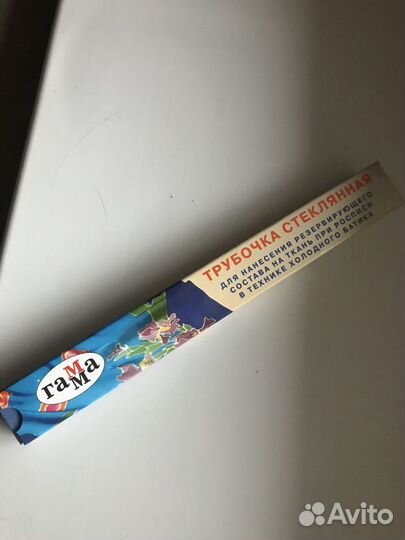 ТРУБОЧКА СТЕКЛЯННАЯ
ДЛЯ НАНЕСЕНИЯ РЕЗЕРВИРУЮЩЕГО
СОСТАВА НА ТКАНЬ ПРИ РОСПИСИ
В ТЕХНИКЕ ХОЛОДНОГО БАТИКА
гамма
Avito